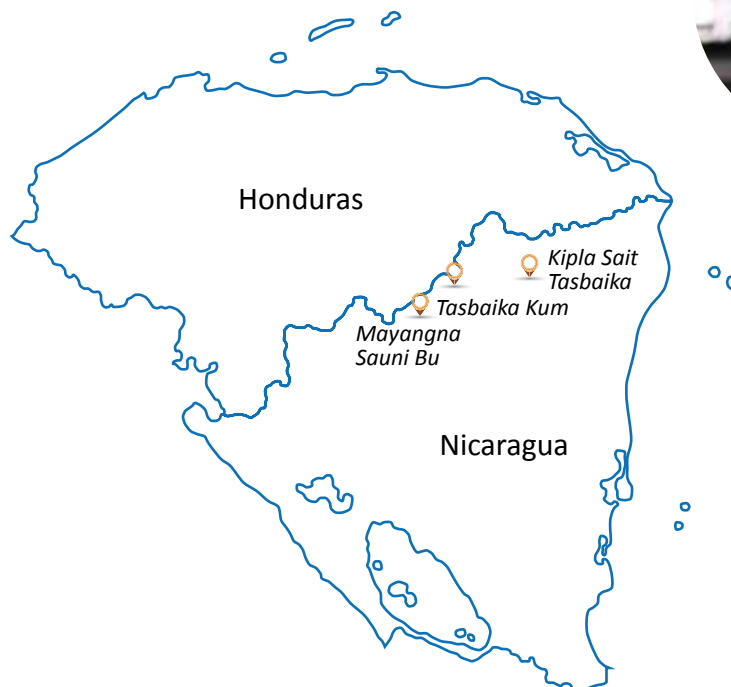 Honduras
Kipla Sait
Tasbaika
Tasbaika Kum
Mayangna
Sauni Bu
Nicaragua